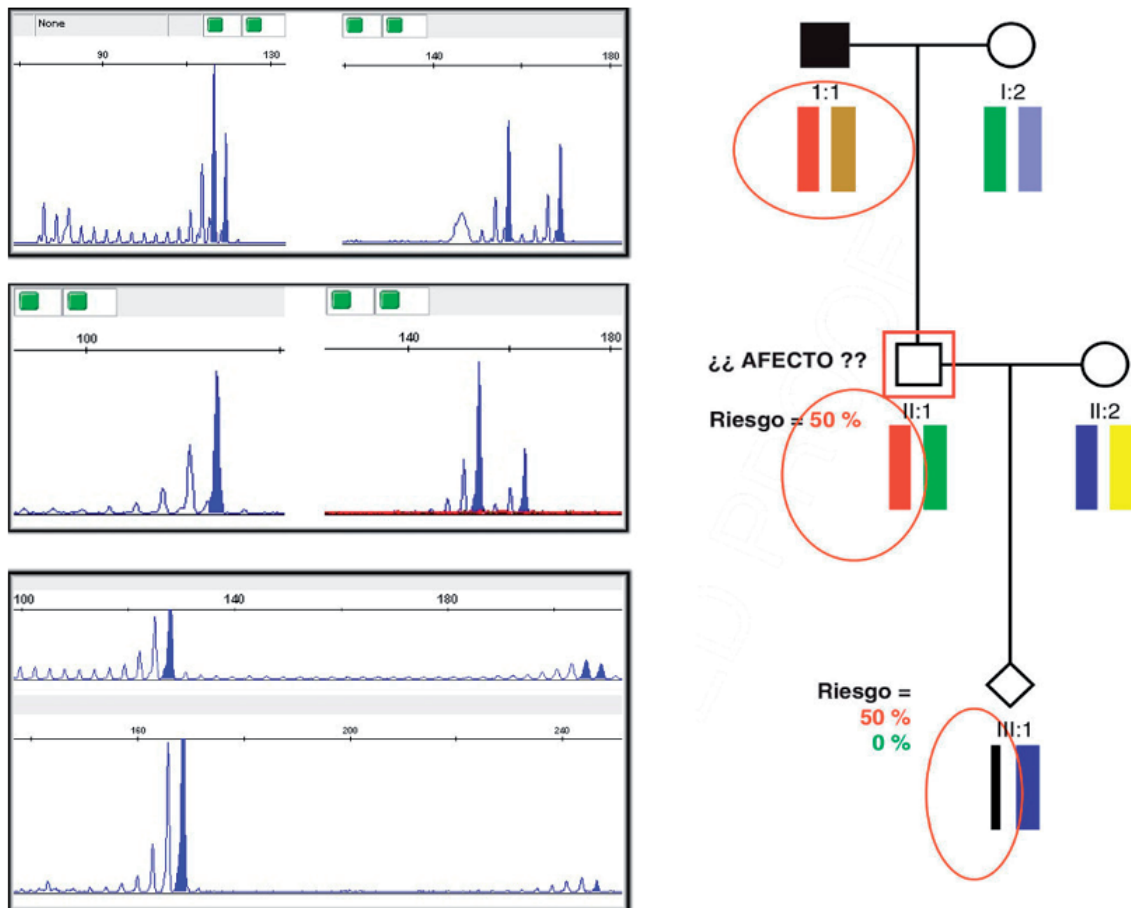 None
90 130
140 180
100
140 180
100 140 180
160 200 240
1:1 I:2
¿¿ AFECTO ??
Riesgo = 50 %
II:1 II:2
Riesgo =
50 %
0 %
III:1